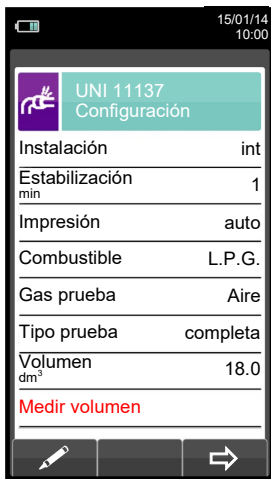 15/01/14
10:00
UNI 11137
Configuración
Instalación int
Estabilización 1
min
Impresión auto
Combustible L.P.G.
Gas prueba Aire
Tipo prueba completa
Volumen 18.0
dm³
Medir volumen